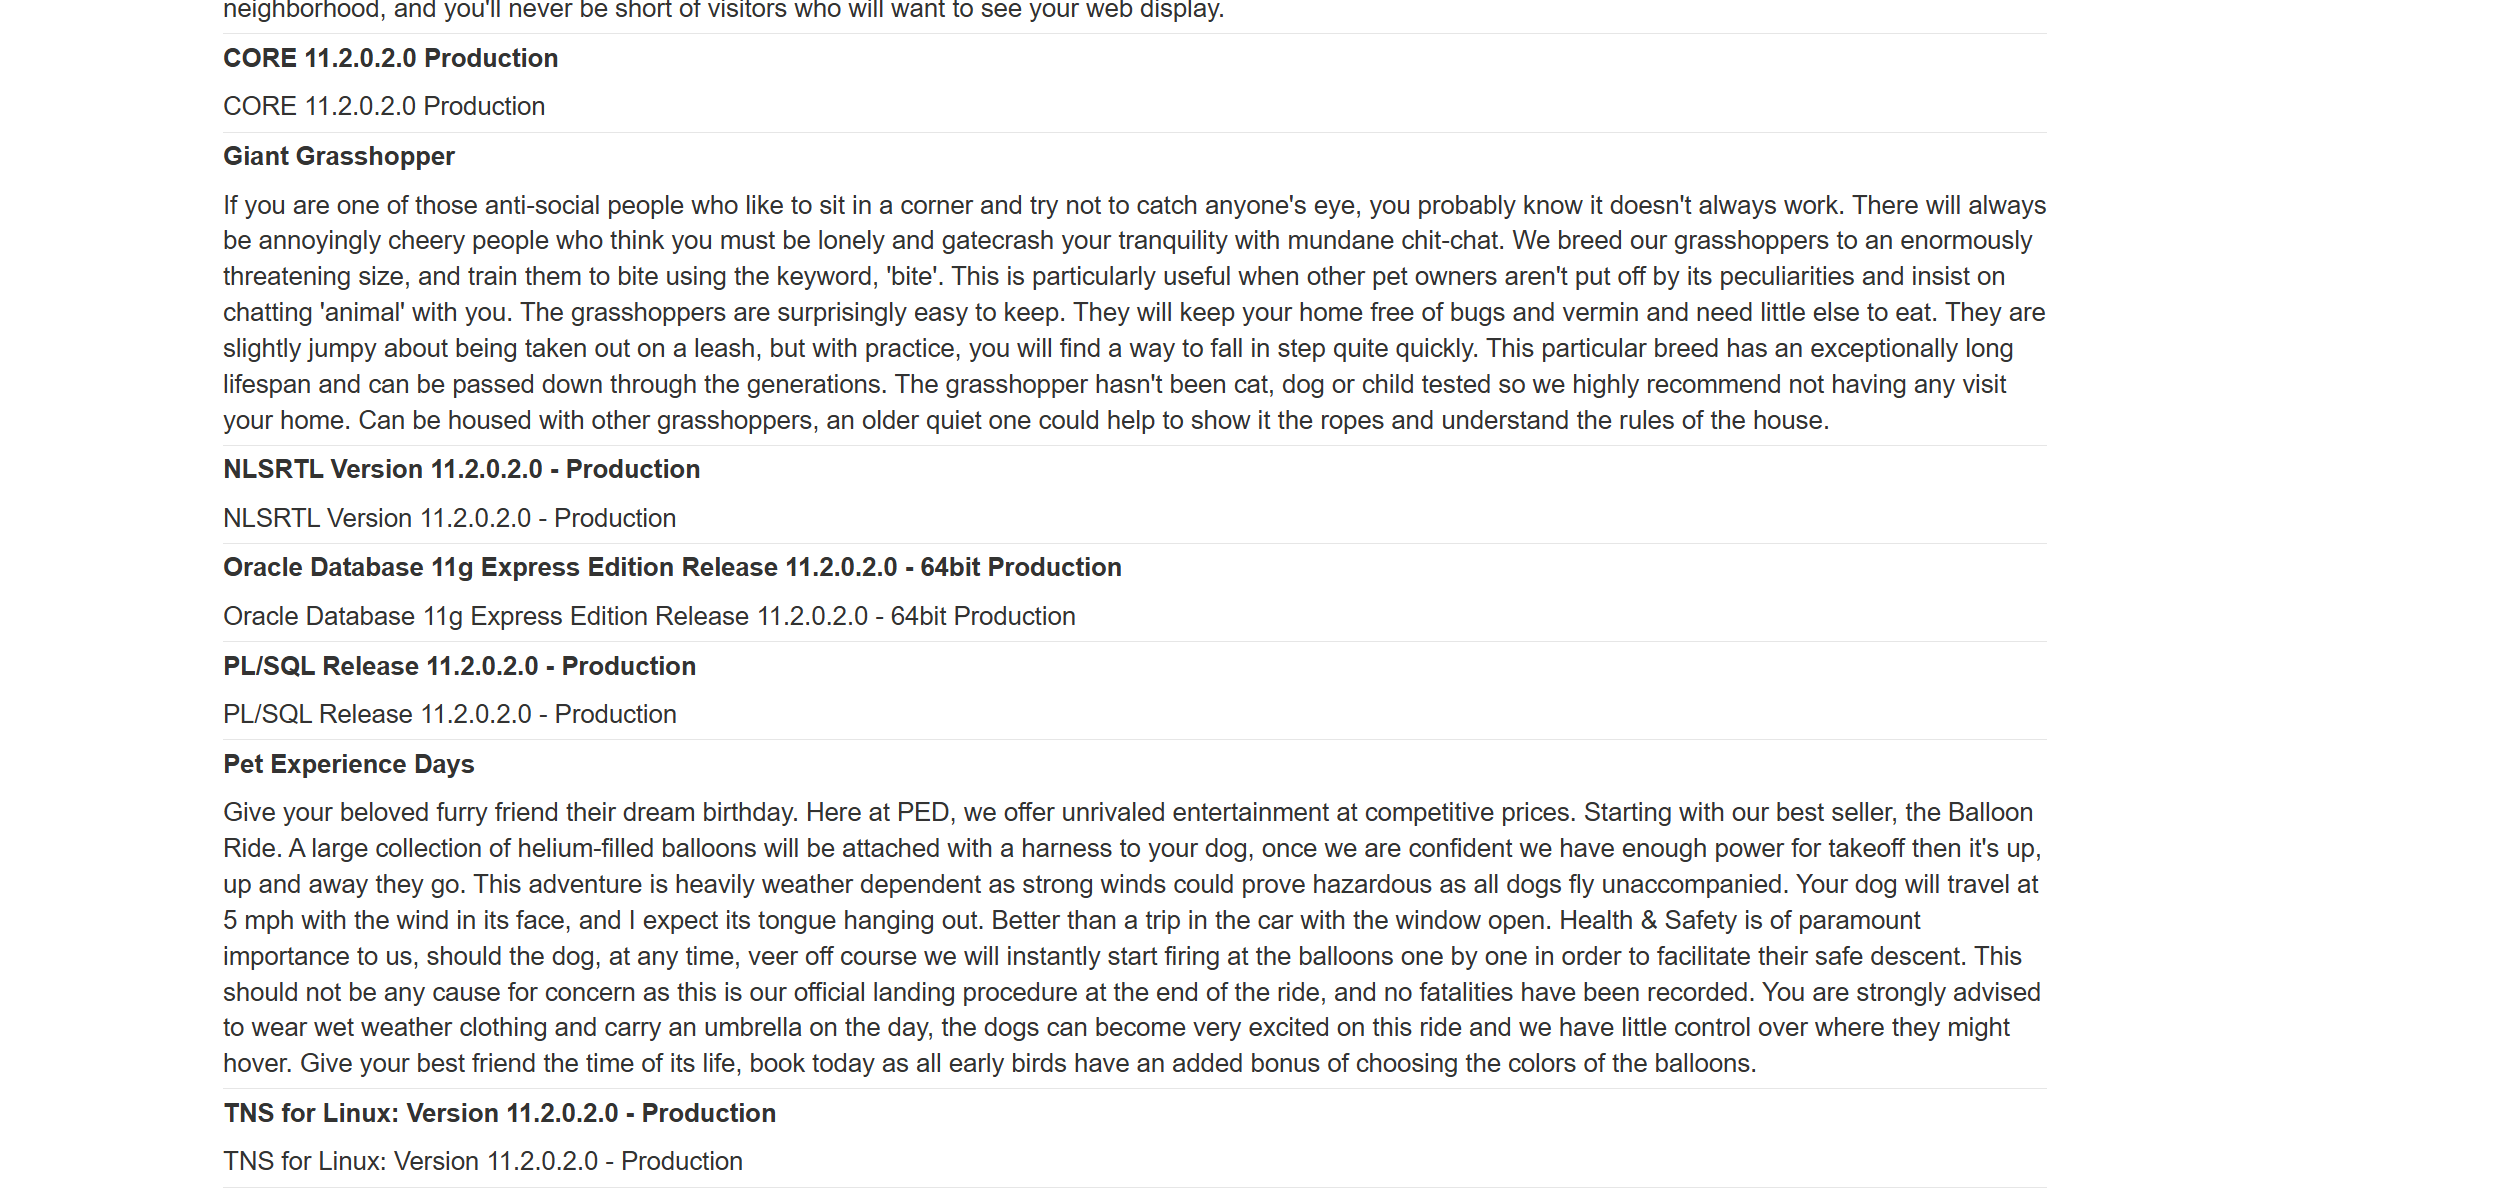 neighborhood, and you'll never be short of visitors who will want to see your web display.
CORE 11.2.0.2.0 Production
CORE 11.2.0.2.0 Production
Giant Grasshopper
If you are one of those anti-social people who like to sit in a corner and try not to catch anyone's eye, you probably know it doesn't always work. There will always
be annoyingly cheery people who think you must be lonely and gatecrash your tranquility with mundane chit-chat. We breed our grasshoppers to an enormously
threatening size, and train them to bite using the keyword, 'bite'. This is particularly useful when other pet owners aren't put off by its peculiarities and insist on
chatting 'animal' with you. The grasshoppers are surprisingly easy to keep. They will keep your home free of bugs and vermin and need little else to eat. They are
slightly jumpy about being taken out on a leash, but with practice, you will find a way to fall in step quite quickly. This particular breed has an exceptionally long
lifespan and can be passed down through the generations. The grasshopper hasn't been cat, dog or child tested so we highly recommend not having any visit
your home. Can be housed with other grasshoppers, an older quiet one could help to show it the ropes and understand the rules of the house.
NLSRTL Version 11.2.0.2.0 - Production
NLSRTL Version 11.2.0.2.0 - Production
Oracle Database 11g Express Edition Release 11.2.0.2.0 - 64bit Production
Oracle Database 11g Express Edition Release 11.2.0.2.0 - 64bit Production
PL/SQL Release 11.2.0.2.0 - Production
PL/SQL Release 11.2.0.2.0 - Production
Pet Experience Days
Give your beloved furry friend their dream birthday. Here at PED, we offer unrivaled entertainment at competitive prices. Starting with our best seller, the Balloon
Ride. A large collection of helium-filled balloons will be attached with a harness to your dog, once we are confident we have enough power for takeoff then it's up,
up and away they go. This adventure is heavily weather dependent as strong winds could prove hazardous as all dogs fly unaccompanied. Your dog will travel at
5 mph with the wind in its face, and I expect its tongue hanging out. Better than a trip in the car with the window open. Health & Safety is of paramount
importance to us, should the dog, at any time, veer off course we will instantly start firing at the balloons one by one in order to facilitate their safe descent. This
should not be any cause for concern as this is our official landing procedure at the end of the ride, and no fatalities have been recorded. You are strongly advised
to wear wet weather clothing and carry an umbrella on the day, the dogs can become very excited on this ride and we have little control over where they might
hover. Give your best friend the time of its life, book today as all early birds have an added bonus of choosing the colors of the balloons.
TNS for Linux: Version 11.2.0.2.0 - Production
TNS for Linux: Version 11.2.0.2.0 - Production